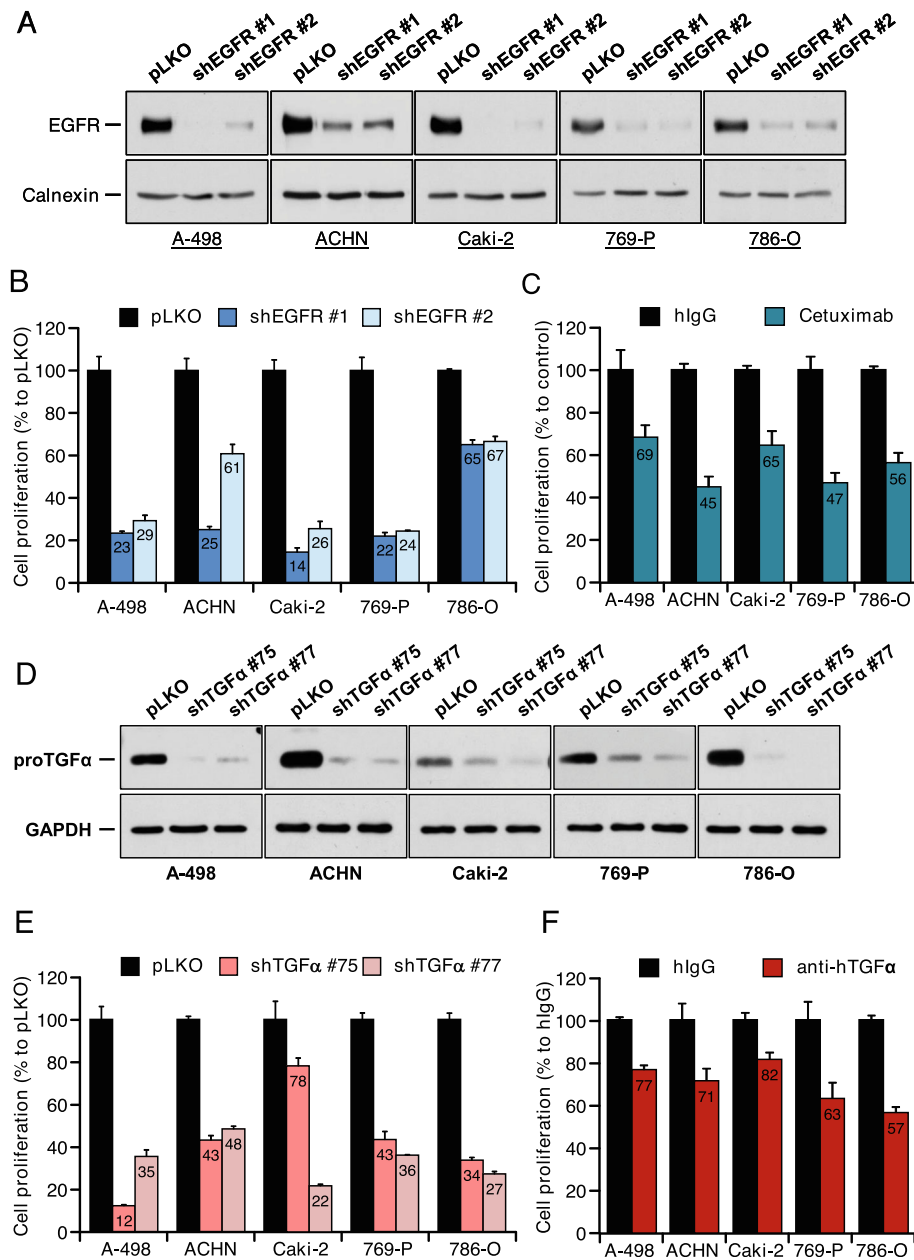 A
pLKO shEGFR #1 shEGFR #2 pLKO shEGFR #1 shEGFR #2 pLKO shEGFR #1 shEGFR #2 pLKO shEGFR #1 shEGFR #2 pLKO shEGFR #1 shEGFR #2
EGFR
Calnexin
A-498 ACHN Caki-2 769-P 786-O
B
pLKO shEGFR #1 shEGFR #2
Cell proliferation (% to pLKO)
120
100
80
60
40
20
0
23 29 25 61 14 26 22 24 65 67
A-498 ACHN Caki-2 769-P 786-O
C
hIgG Cetuximab
Cell proliferation (% to control)
120
100
80
60
40
20
0
69 45 65 47 56
A-498 ACHN Caki-2 769-P 786-O
D
pLKO shTGFα #75 shTGFα #77 pLKO shTGFα #75 shTGFα #77 pLKO shTGFα #75 shTGFα #77 pLKO shTGFα #75 shTGFα #77 pLKO shTGFα #75 shTGFα #77
proTGFα
GAPDH
A-498 ACHN Caki-2 769-P 786-O
E
pLKO shTGFα #75 shTGFα #77
Cell proliferation (% to pLKO)
120
100
80
60
40
20
0
12 35 43 48 78 22 43 36 34 27
A-498 ACHN Caki-2 769-P 786-O
F
hIgG anti-hTGFα
Cell proliferation (% to hIgG)
120
100
80
60
40
20
0
77 71 82 63 57
A-498 ACHN Caki-2 769-P 786-O